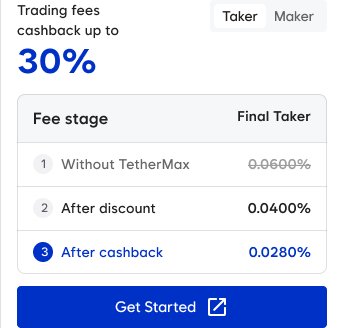 Trading fees
cashback up to
30%
Taker Maker
Fee stage Final Taker
1 Without TetherMax 0.0600%
2 After discount 0.0400%
3 After cashback 0.0280%
Get Started